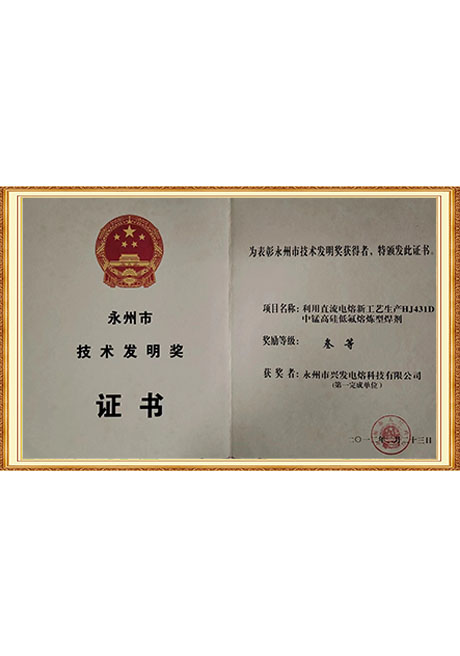 永州市
技术发明奖
证书
为表彰永州市技术发明奖获得者，特颁发此证书。
项目名称：利用直流电熔新工艺生产HJ431D
中锰高硅低氟熔炼型焊剂
奖励等级：叁等
获奖者：永州市兴发电熔科技有限公司
（第一完成单位）